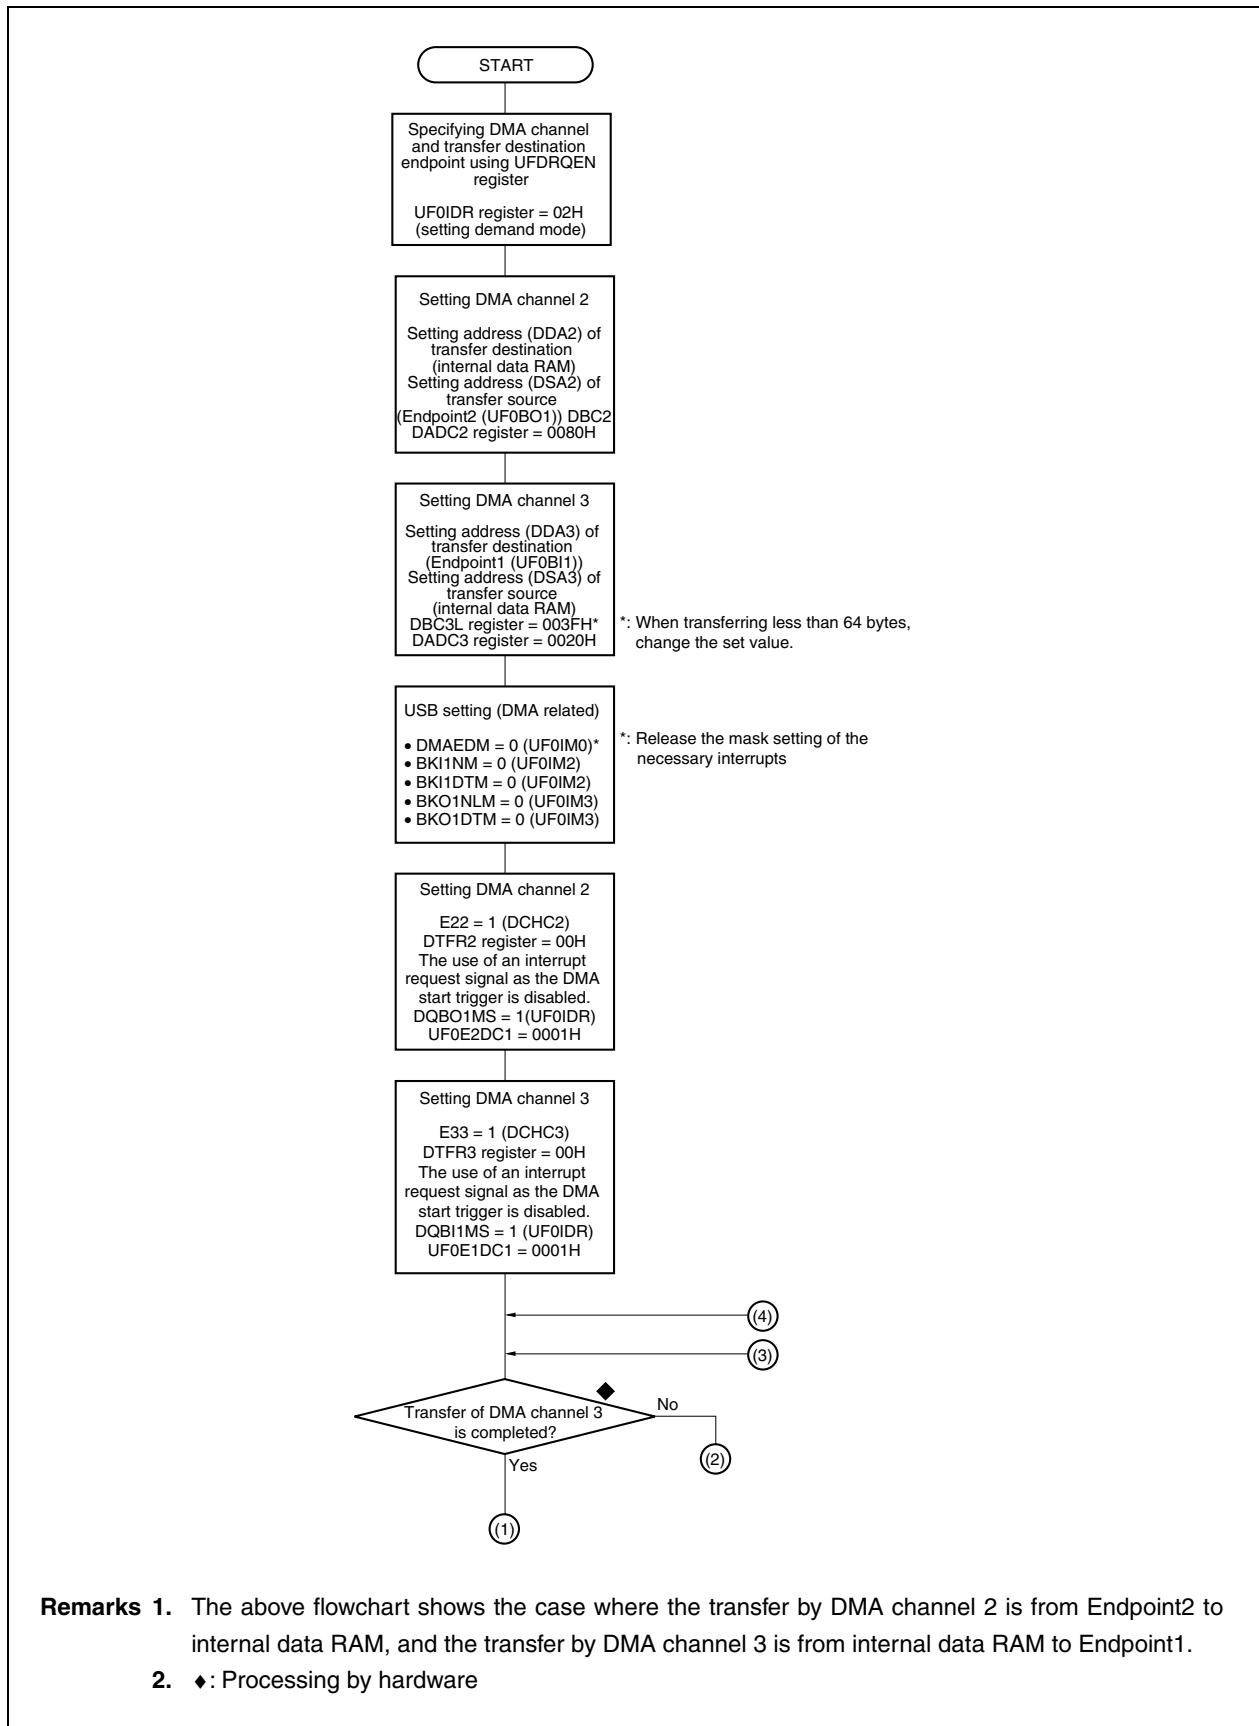 START
Specifying DMA channel
and transfer destination
endpoint using UFDRQEN
register
UF0IDR register = 02H
(setting demand mode)
Setting DMA channel 2
Setting address (DDA2) of
transfer destination
(internal data RAM)
Setting address (DSA2) of
transfer source
(Endpoint2 (UF0BO1)) DBC2
DADC2 register = 0080H
Setting DMA channel 3
Setting address (DDA3) of
transfer destination
(Endpoint1 (UF0BI1))
Setting address (DSA3) of
transfer source
(internal data RAM)
DBC3L register = 003FH*
DADC3 register = 0020H
*: When transferring less than 64 bytes,
change the set value.
USB setting (DMA related)
• DMAEDM = 0 (UF0IM0)*
• BKI1NM = 0 (UF0IM2)
• BKI1DTM = 0 (UF0IM2)
• BKO1NLM = 0 (UF0IM3)
• BKO1DTM = 0 (UF0IM3)
*: Release the mask setting of the
necessary interrupts
Setting DMA channel 2
E22 = 1 (DCHC2)
DTFR2 register = 00H
The use of an interrupt
request signal as the DMA
start trigger is disabled.
DQBO1MS = 1(UF0IDR)
UF0E2DC1 = 0001H
Setting DMA channel 3
E33 = 1 (DCHC3)
DTFR3 register = 00H
The use of an interrupt
request signal as the DMA
start trigger is disabled.
DQBI1MS = 1 (UF0IDR)
UF0E1DC1 = 0001H
(4)
(3)
Transfer of DMA channel 3
is completed?
No
(2)
Yes
(1)
Remarks 1. The above flowchart shows the case where the transfer by DMA channel 2 is from Endpoint2 to
internal data RAM, and the transfer by DMA channel 3 is from internal data RAM to Endpoint1.
2. ♦: Processing by hardware